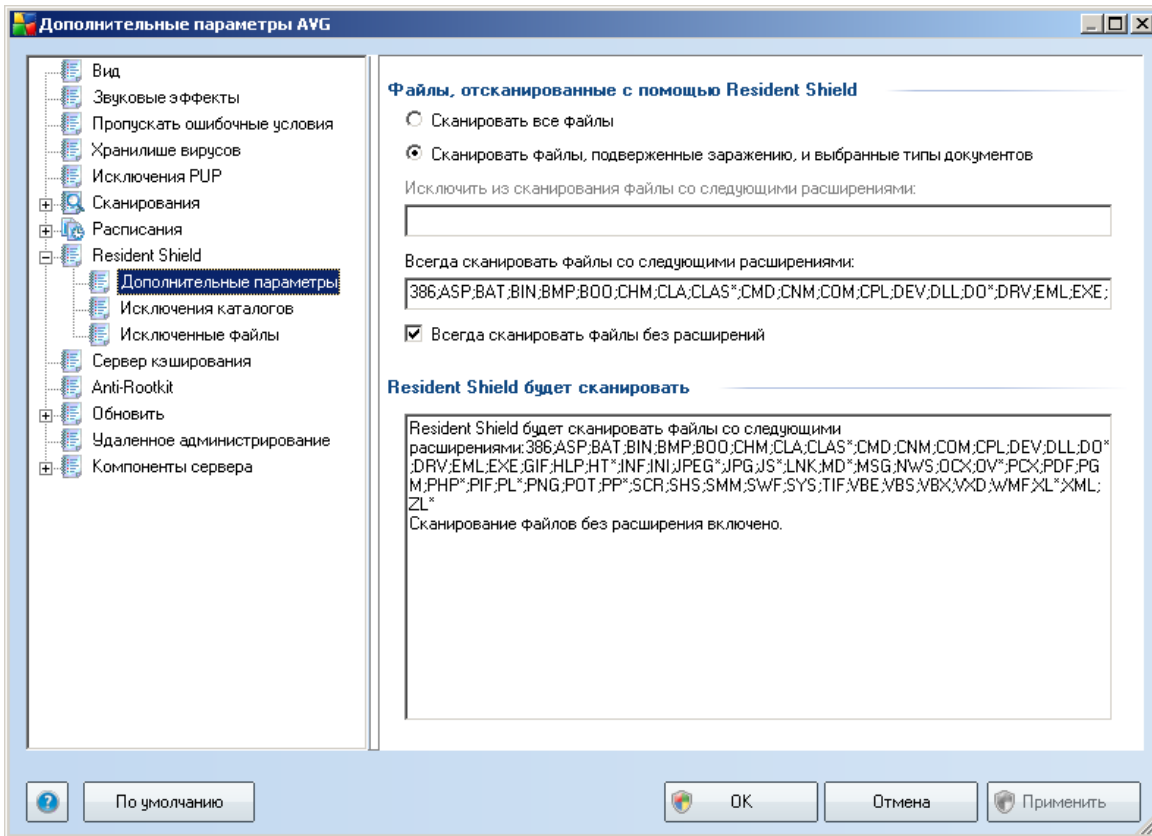 Дополнительные параметры AVG
Вид
Звуковые эффекты
Пропускать ошибочные условия
Хранилише вирусов
Исключения PUP
Сканирования
Расписания
Resident Shield
Дополнительные параметры
Исключения каталогов
Исключенные файлы
Сервер кэширования
Anti-Rootkit
Обновить
Удаленное администрирование
Компоненты сервера
Файлы, отсканированные с помощью Resident Shield
Сканировать все файлы
Сканировать файлы, подверженные заражению, и выбранные типы документов
Исключить из сканирования файлы со следующими расширениями:
Всегда сканировать файлы со следующими расширениями:
386;ASP;BAT;BIN;BMP;BOO;CHM;CLA;CLAS*;CMD;CNM;COM;CPL;DEV;DLL;DO*;DRV;EML;EXE;
Всегда сканировать файлы без расширений
Resident Shield будет сканировать
Resident Shield будет сканировать файлы со следующими
расширениями:386;ASP;BAT;BIN;BMP;BOO;CHM;CLA;CLAS*;CMD;CNM;COM;CPL;DEV;DLL;DO*
;DRV;EML;EXE;GIF;HLP;HT*;INF;INI;JPEG*;JPG;JS*;LNK;MD*;MSG;NWS;OCX;OV*;PCX;PDF;PG
M;PHP*;PIF;PL*;PNG;POT;PP*;SCR;SHS;SMM;SWF;SYS;TIF;VBE;VBS;VBX;VXD;WMF;XL*;XML;
ZL*
Сканирование файлов без расширения включено.
По умолчанию
OK
Отмена
Применить